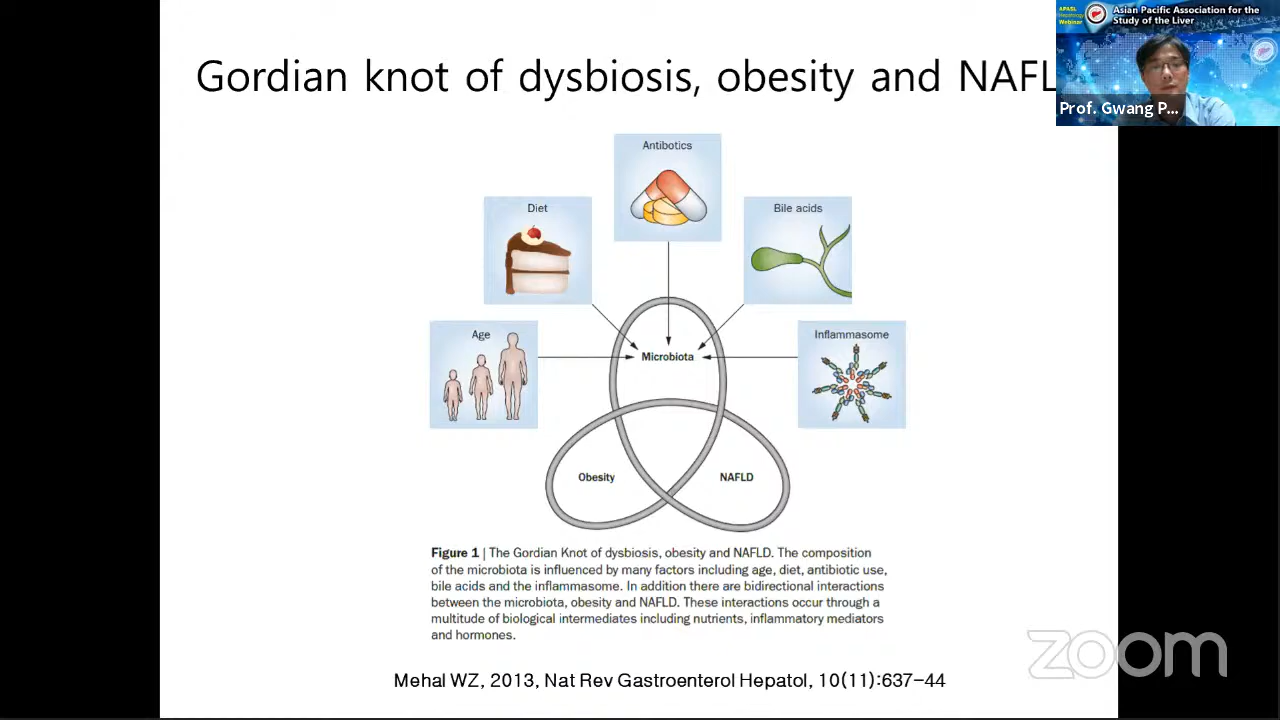 Gordian knot of dysbiosis, obesity and NAFL
APASL
Hepatology
Webinar
Asian Pacific Association for the
Study of the Liver
Prof. Gwang P...
Antibotics
Diet
Bile acids
Age
Inflammasome
Microbiota
Obesity
NAFLD
Figure 1 | The Gordian Knot of dysbiosis, obesity and NAFLD. The composition
of the microbiota is influenced by many factors including age, diet, antibiotic use,
bile acids and the inflammasome. In addition there are bidirectional interactions
between the microbiota, obesity and NAFLD. These interactions occur through a
multitude of biological intermediates including nutrients, inflammatory mediators
and hormones.
zoom
Mehal WZ, 2013, Nat Rev Gastroenterol Hepatol, 10(11):637-44